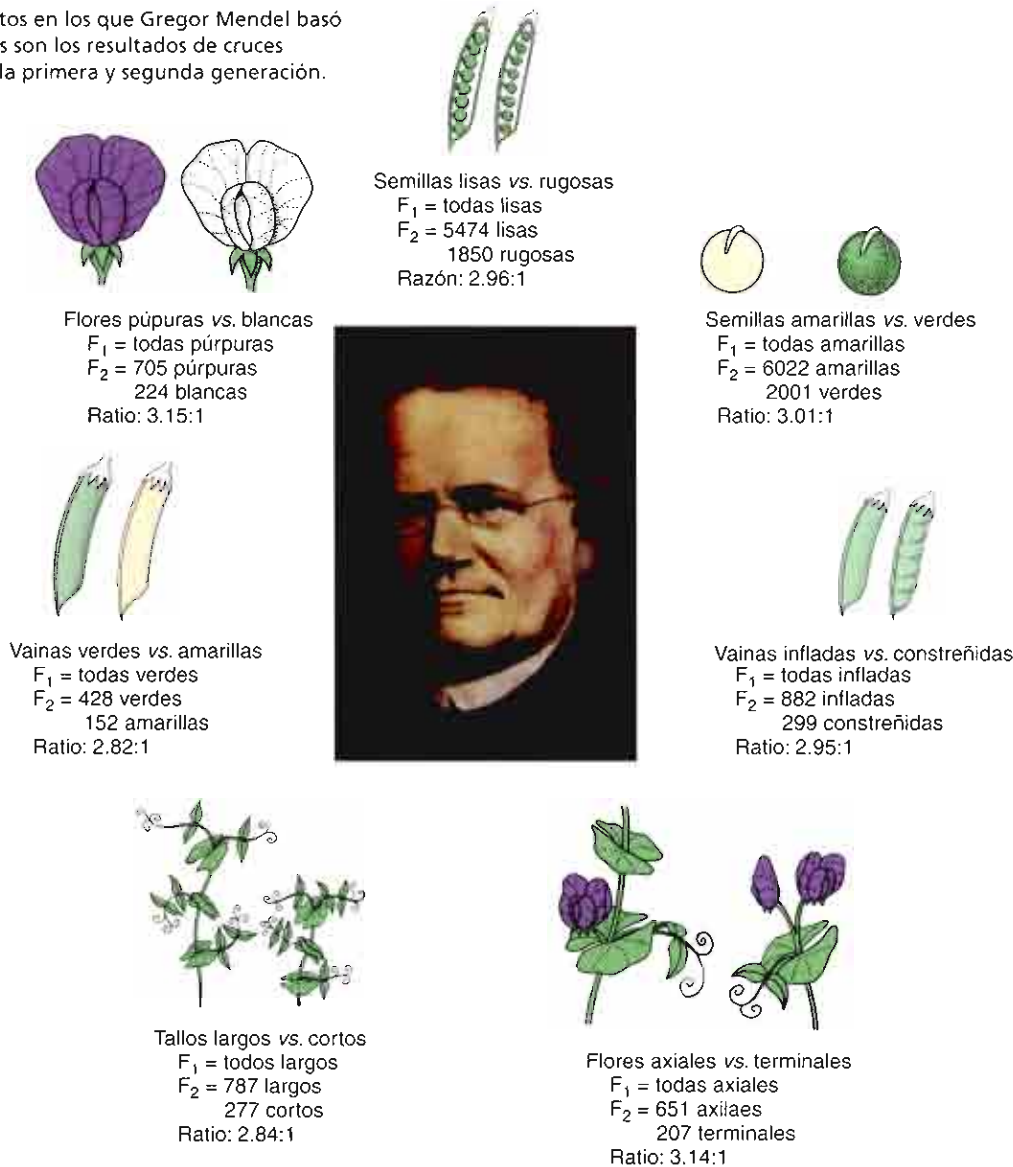 tos en los que Gregor Mendel basó
s son los resultados de cruces
la primera y segunda generación.
Semillas lisas vs. rugosas
F₁ = todas lisas
F₂ = 5474 lisas
1850 rugosas
Razón: 2.96:1
Flores púpuras vs. blancas
F₁ = todas púrpuras
F₂ = 705 púrpuras
224 blancas
Ratio: 3.15:1
Semillas amarillas vs. verdes
F₁ = todas amarillas
F₂ = 6022 amarillas
2001 verdes
Ratio: 3.01:1
Vainas verdes vs. amarillas
F₁ = todas verdes
F₂ = 428 verdes
152 amarillas
Ratio: 2.82:1
Vainas infladas vs. constreñidas
F₁ = todas infladas
F₂ = 882 infladas
299 constreñidas
Ratio: 2.95:1
Tallos largos vs. cortos
F₁ = todos largos
F₂ = 787 largos
277 cortos
Ratio: 2.84:1
Flores axiales vs. terminales
F₁ = todas axiales
F₂ = 651 axilaes
207 terminales
Ratio: 3.14:1